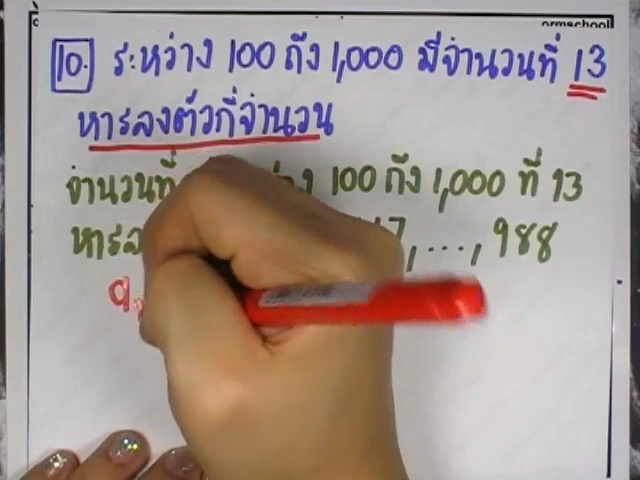 ormschool
10. ระหว่าง 100 ถึง 1,000 มีจำนวนที่ 13
หารลงตัวกี่จำนวน
จำนวนที่ 100 ถึง 1,000 ที่ 13
, ..., 988